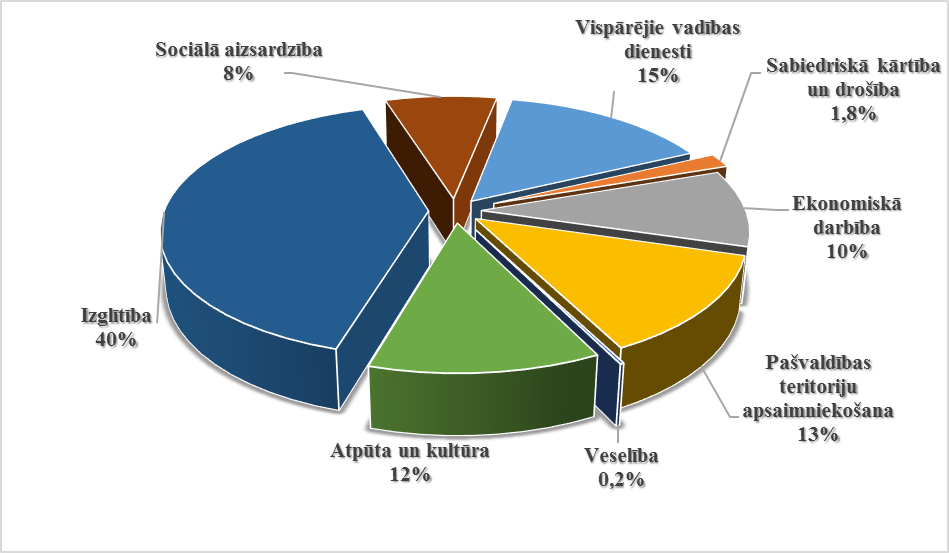 Vispārējie vadības
dienesti
15%
Sabiedriskā kārtība
un drošība
1,8%
Ekonomiskā
darbība
10%
Pašvaldības
teritoriju
apsaimniekošana
13%
Veselība
0,2%
Atpūta un kultūra
12%
Izglītība
40%
Sociālā aizsardzība
8%